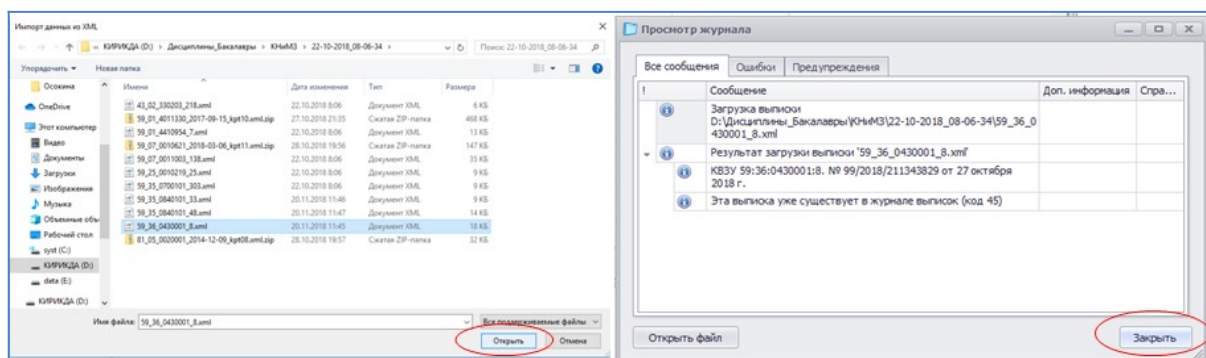 Импорт данных из XML
« КИРИКДА (D:) › Дисциплины_Бакалавры › КНиМЗ › 22-10-2018_08-06-34 ›
Поиск: 22-10-2018_08-06-34
Упорядочить
Новая папка
Имя
Дата изменения
Тип
Размер
Осокина
OneDrive
Этот компьютер
Видео
Документы
Загрузки
Изображения
Музыка
Объемные объ
Рабочий стол
syst (C:)
КИРИКДА (D:)
data (E:)
КИРИКДА (D:)
43_02_330203_218.xml 22.10.2018 8:06 Документ XML 6 КБ
59_01_4011330_2017-09-15_kpt10.xml.zip 27.10.2018 21:35 Сжатая ZIP-папка 468 КБ
59_01_4410954_7.xml 22.10.2018 8:06 Документ XML 13 КБ
59_07_0010621_2018-03-06_kpt11.xml.zip 28.10.2018 19:56 Сжатая ZIP-папка 147 КБ
59_07_0011003_138.xml 22.10.2018 8:06 Документ XML 35 КБ
59_25_0010219_25.xml 22.10.2018 8:06 Документ XML 9 КБ
59_35_0700101_303.xml 22.10.2018 8:06 Документ XML 9 КБ
59_35_0840101_33.xml 20.11.2018 11:46 Документ XML 9 КБ
59_35_0840101_48.xml 20.11.2018 11:47 Документ XML 14 КБ
59_36_0430001_8.xml 20.11.2018 11:45 Документ XML 18 КБ
81_05_0020001_2014-12-09_kpt08.xml.zip 28.10.2018 19:57 Сжатая ZIP-папка 32 КБ
Имя файла: 59_36_0430001_8.xml
Все поддерживаемые файлы
Открыть
Отмена
Просмотр журнала
Все сообщения
Ошибки
Предупреждения
! Сообщение Доп. информация Спра...
Загрузка выписки
D:\Дисциплины_Бакалавры\КНиМЗ\22-10-2018_08-06-34\59_36_0
430001_8.xml
Результат загрузки выписки '59_36_0430001_8.xml'
КВЗУ 59:36:0430001:8. № 99/2018/211343829 от 27 октября
2018 г.
Эта выписка уже существует в журнале выписок (код 45)
Открыть файл
Закрыть